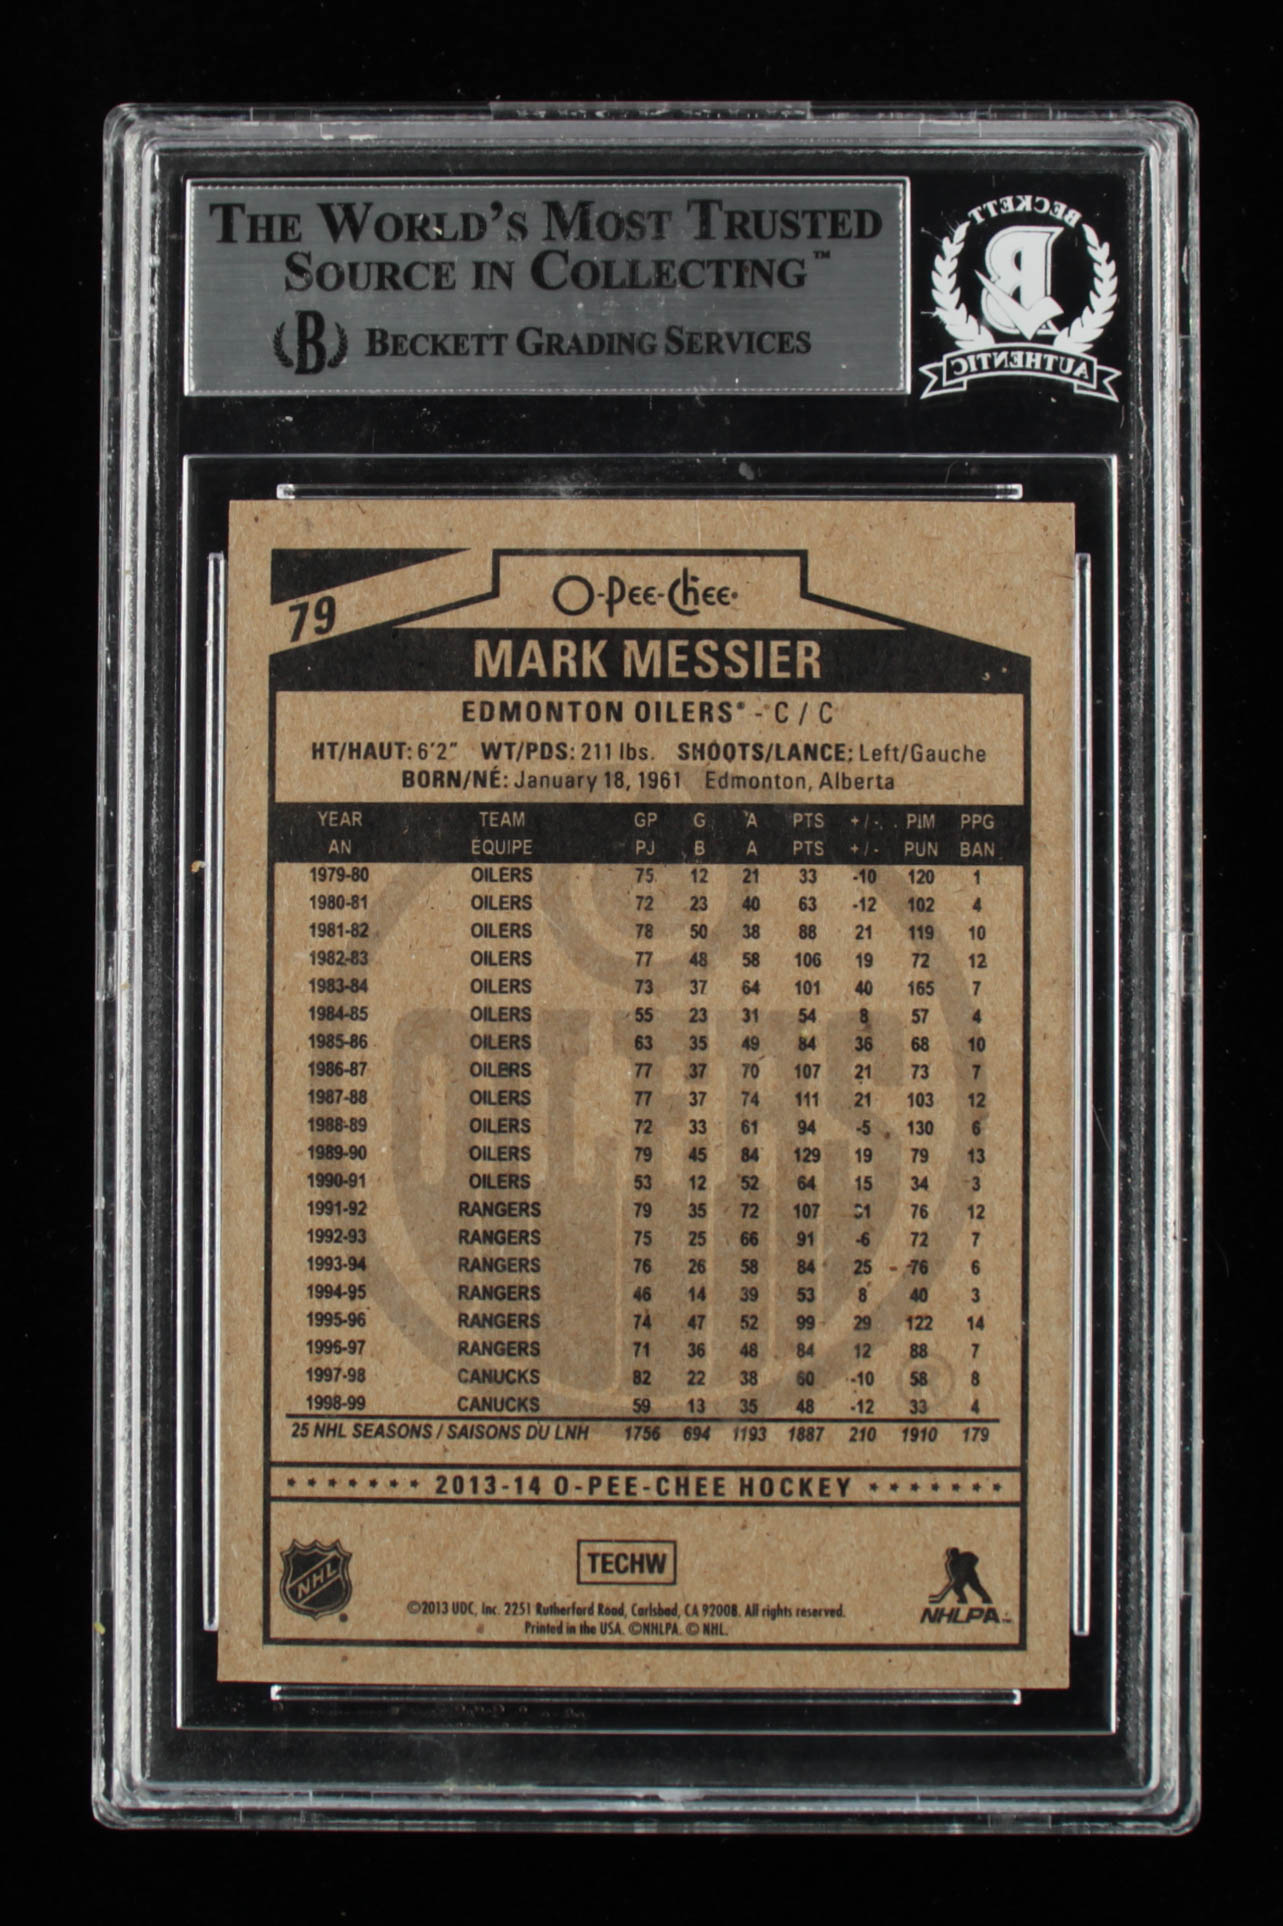 THE WORLD'S MOST TRUSTED
SOURCE IN COLLECTING™
B BECKETT GRADING SERVICES
BECKETT
B
AUTHENTIC
79
O-Pee-Chee
MARK MESSIER
EDMONTON OILERS® - C / C
HT/HAUT: 6'2" WT/PDS: 211 lbs. SHOOTS/LANCE: Left/Gauche
BORN/NÉ: January 18, 1961 Edmonton, Alberta
YEAR TEAM GP G A PTS +/- PIM PPG
AN ÉQUIPE PJ B A PTS +/- PUN BAN
1979-80 OILERS 75 12 21 33 -10 120 1
1980-81 OILERS 72 23 40 63 -12 102 4
1981-82 OILERS 78 50 38 88 21 119 10
1982-83 OILERS 77 48 58 106 19 72 12
1983-84 OILERS 73 37 64 101 40 165 7
1984-85 OILERS 55 23 31 54 8 57 4
1985-86 OILERS 63 35 49 84 36 68 10
1986-87 OILERS 77 37 70 107 21 73 7
1987-88 OILERS 77 37 74 111 21 103 12
1988-89 OILERS 72 33 61 94 -5 130 6
1989-90 OILERS 79 45 84 129 19 79 13
1990-91 OILERS 53 12 52 64 15 34 3
1991-92 RANGERS 79 35 72 107 31 76 12
1992-93 RANGERS 75 25 66 91 -6 72 7
1993-94 RANGERS 76 26 58 84 25 76 6
1994-95 RANGERS 46 14 39 53 8 40 3
1995-96 RANGERS 74 47 52 99 29 122 14
1996-97 RANGERS 71 36 48 84 12 88 7
1997-98 CANUCKS 82 22 38 60 -10 58 8
1998-99 CANUCKS 59 13 35 48 -12 33 4
25 NHL SEASONS / SAISONS DU LNH 1756 694 1193 1887 210 1910 179
OILERS ®
★ ★ ★ ★ ★ ★ ★ 2013-14 O-PEE-CHEE HOCKEY ★ ★ ★ ★ ★ ★ ★
NHL ®
TECHW
NHLPA™
©2013 UDC, Inc. 2251 Rutherford Road, Carlsbad, CA 92008. All rights reserved.
Printed in the USA. ©NHLPA. © NHL.